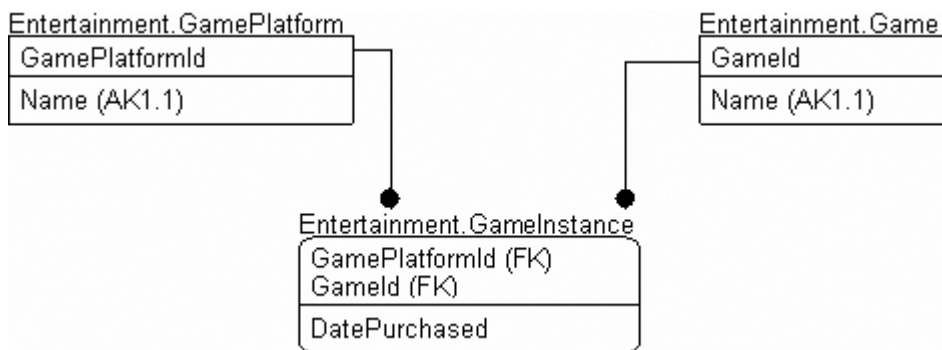 Entertainment.GamePlatform
GamePlatformId
Name (AK1.1)
Entertainment.Game
GameId
Name (AK1.1)
Entertainment.GameInstance
GamePlatformId (FK)
GameId (FK)
DatePurchased